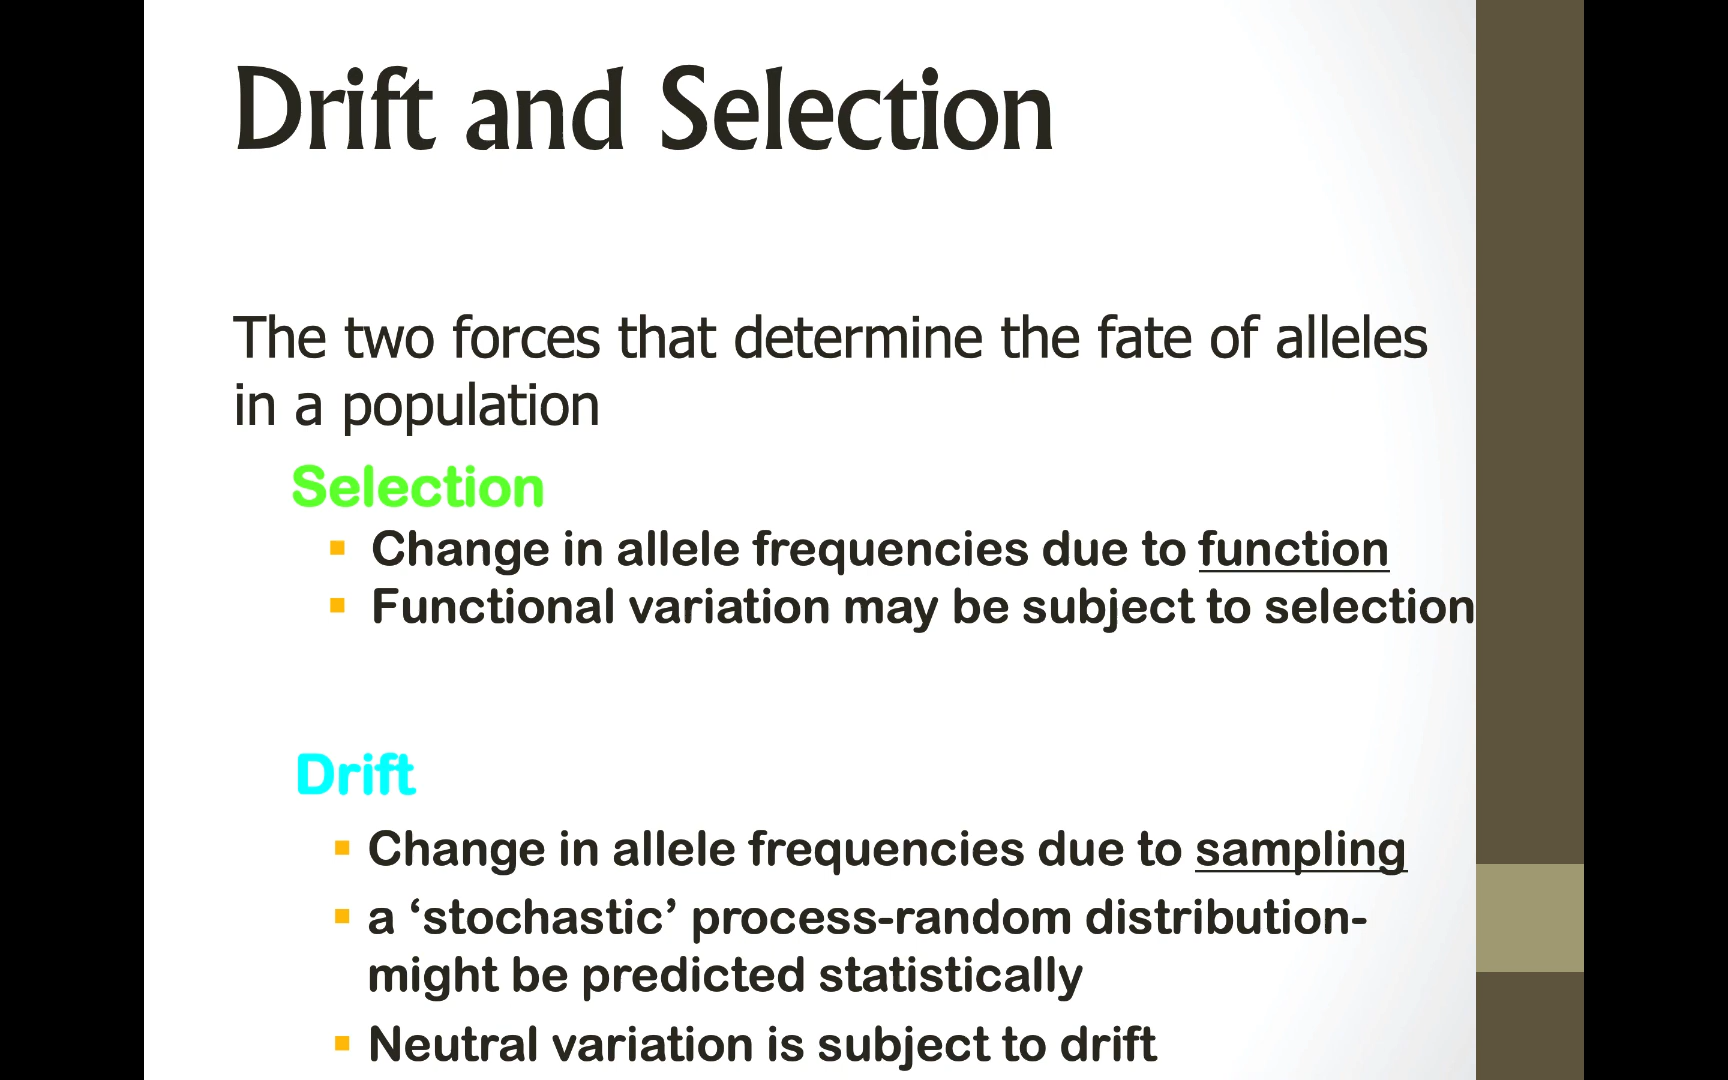 Drift and Selection
The two forces that determine the fate of alleles
in a population
Selection
▪ Change in allele frequencies due to function
▪ Functional variation may be subject to selection
Drift
▪ Change in allele frequencies due to sampling
▪ a ‘stochastic’ process-random distribution-
might be predicted statistically
▪ Neutral variation is subject to drift